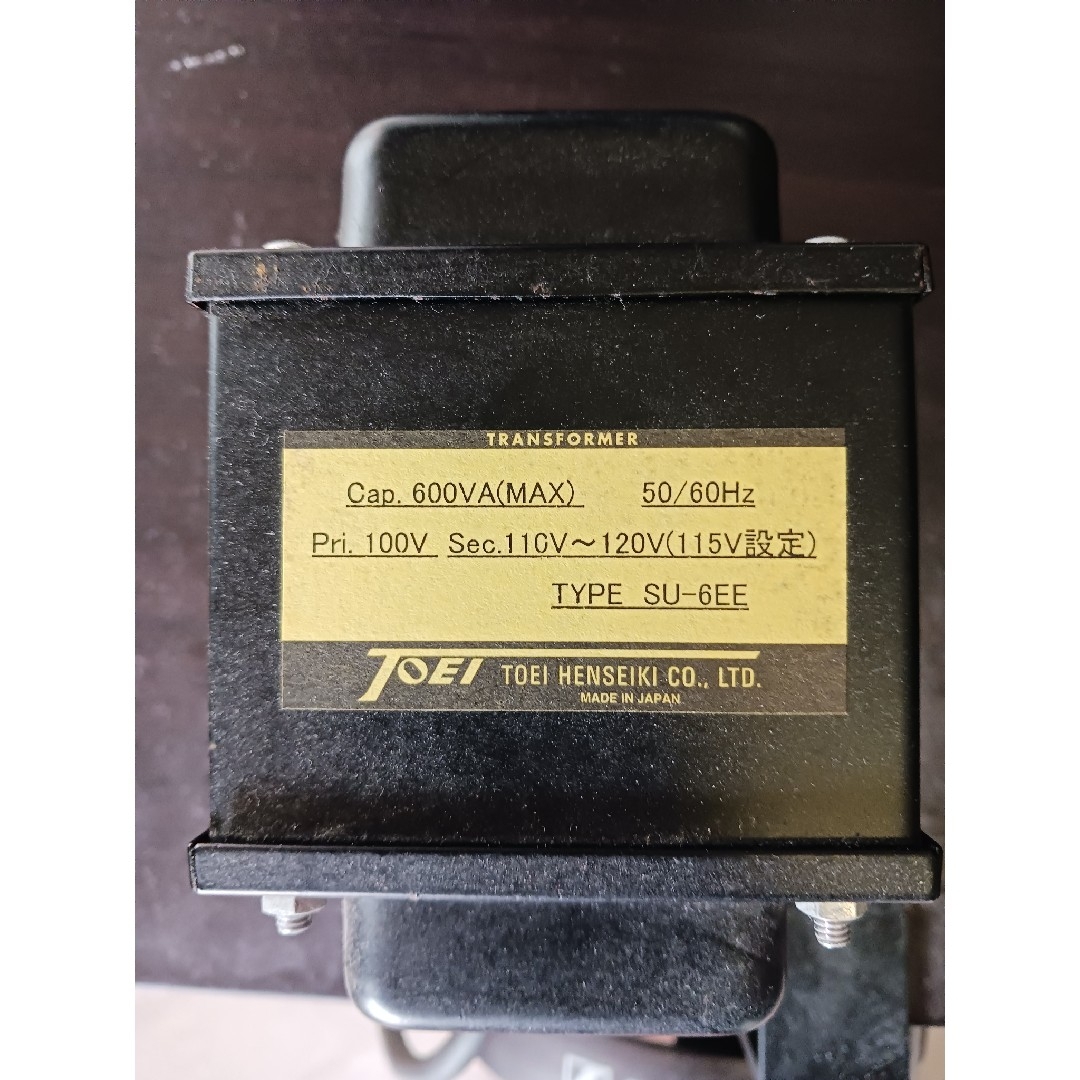 TRANSFORMER
Cap. 600VA(MAX) 50/60Hz
Pri. 100V Sec.110V～120V(115V設定)
TYPE SU-6EE
TOEI TOEI HENSEIKI CO., LTD.
MADE IN JAPAN